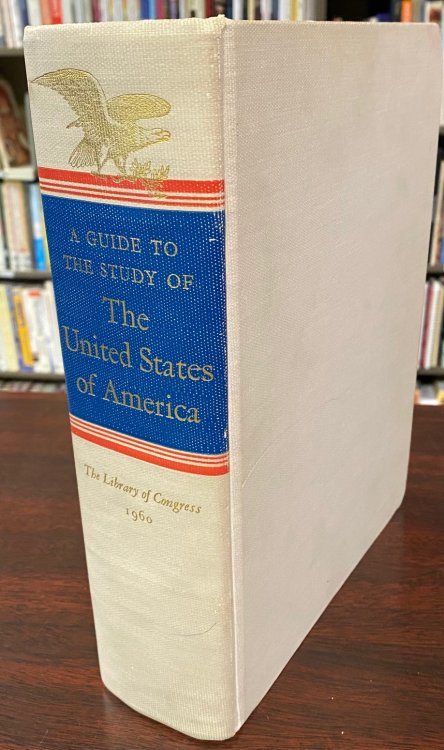 A GUIDE TO
THE STUDY OF
The
United States
of America
The Library of Congress
1960